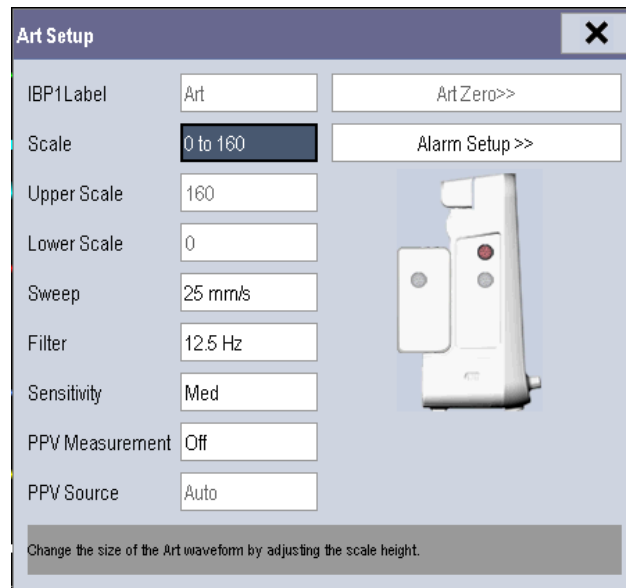 Art Setup
IBP1Label Art Art Zero>>
Scale 0 to 160 Alarm Setup >>
Upper Scale 160
Lower Scale 0
Sweep 25 mm/s
Filter 12.5 Hz
Sensitivity Med
PPV Measurement Off
PPV Source Auto
Change the size of the Art waveform by adjusting the scale height.